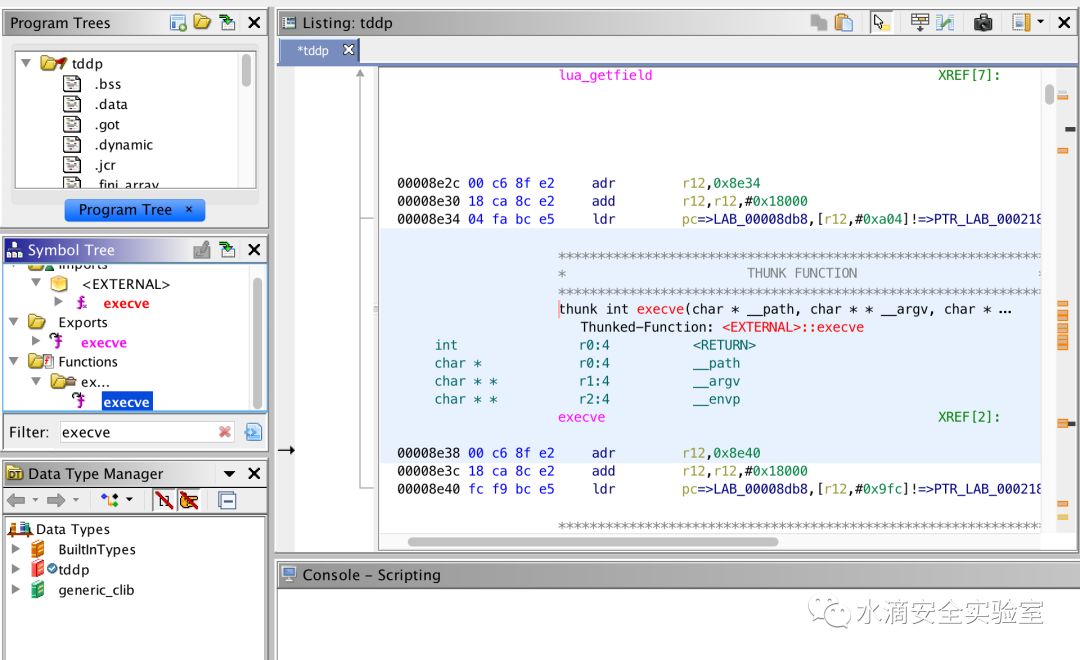 Program Trees
tddp
.bss
.data
.got
.dynamic
.jcr
.fini_array
Program Tree ×
Symbol Tree
Imports
<EXTERNAL>
execve
Exports
execve
Functions
ex...
execve
Filter: execve
Data Type Manager
Data Types
BuiltInTypes
tddp
generic_clib
Listing: tddp
*tddp
lua_getfield XREF[7]:
00008e2c 00 c6 8f e2 adr r12,0x8e34
00008e30 18 ca 8c e2 add r12,r12,#0x18000
00008e34 04 fa bc e5 ldr pc=>LAB_00008db8,[r12,#0xa04]!=>PTR_LAB_000218
******************************************************
* THUNK FUNCTION
******************************************************
thunk int execve(char * __path, char * * __argv, char * ...
Thunked-Function: <EXTERNAL>::execve
int r0:4 <RETURN>
char * r0:4 __path
char * * r1:4 __argv
char * * r2:4 __envp
execve XREF[2]:
00008e38 00 c6 8f e2 adr r12,0x8e40
00008e3c 18 ca 8c e2 add r12,r12,#0x18000
00008e40 fc f9 bc e5 ldr pc=>LAB_00008db8,[r12,#0x9fc]!=>PTR_LAB_000218
******************************************************
Console – Scripting
水滴安全实验室